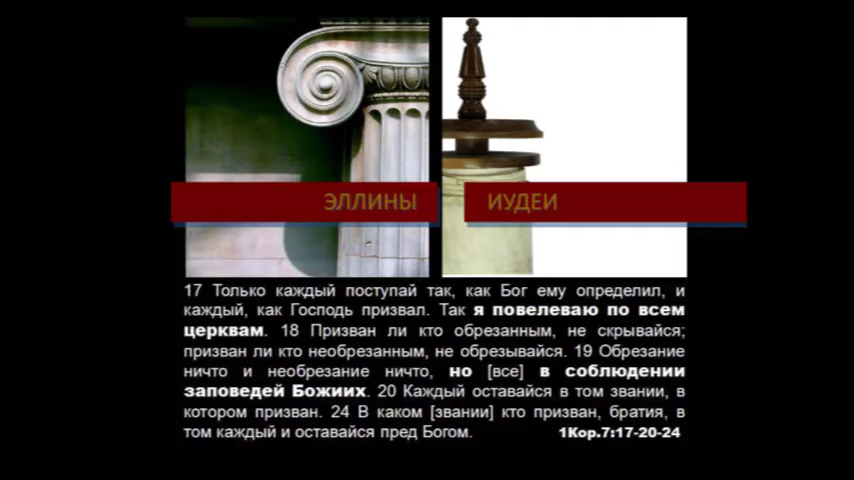 ЭЛЛИНЫ ИУДЕИ
17 Только каждый поступай так, как Бог ему определил, и
каждый, как Господь призвал. Так я повелеваю по всем
церквам. 18 Призван ли кто обрезанным, не скрывайся;
призван ли кто необрезанным, не обрезывайся. 19 Обрезание
ничто и необрезание ничто, но [все] в соблюдении
заповедей Божиих. 20 Каждый оставайся в том звании, в
котором призван. 24 В каком [звании] кто призван, братия, в
том каждый и оставайся пред Богом. 1Кор.7:17-20-24